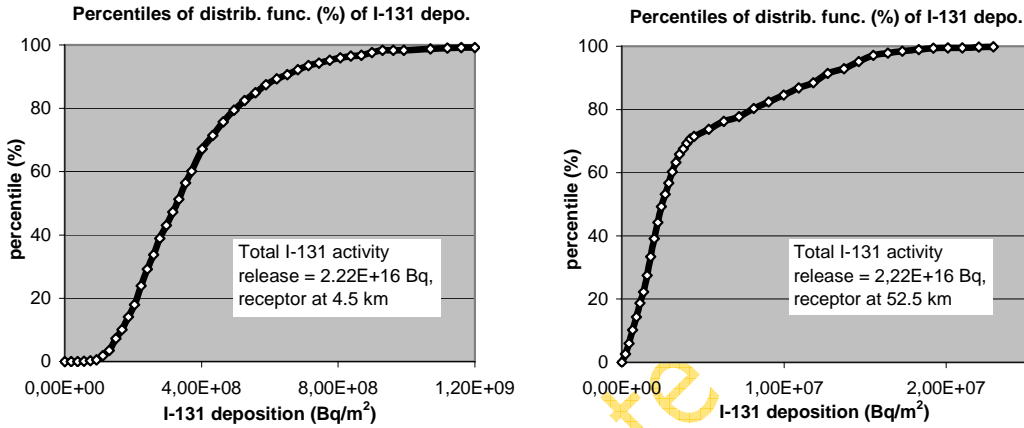 Percentiles of distrib. func. (%) of I-131 depo.
100
80
60
40
20
0
percentile (%)
Total I-131 activity
release = 2.22E+16 Bq,
receptor at 4.5 km
0,00E+00 4,00E+08 8,00E+08 1,20E+09
I-131 deposition (Bq/m²)
Percentiles of distrib. func. (%) of I-131 depo.
100
80
60
40
20
0
percentile (%)
Total I-131 activity
release = 2,22E+16 Bq,
receptor at 52.5 km
0,00E+00 1,00E+07 2,00E+07
I-131 deposition (Bq/m²)